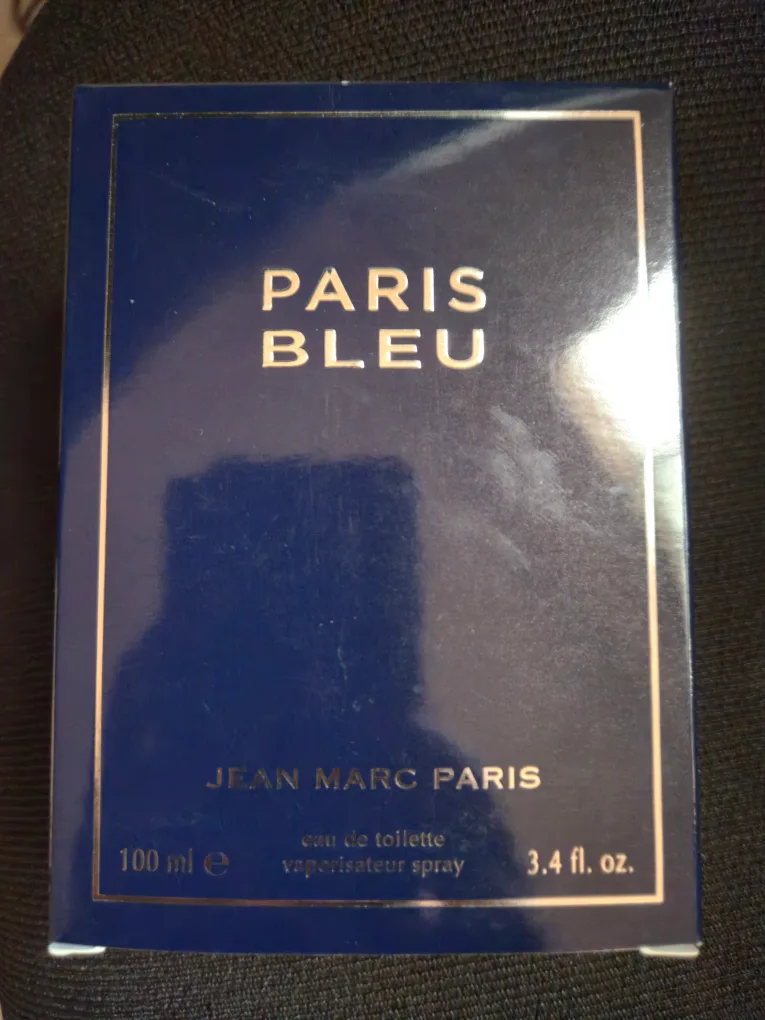 PARIS
BLEU
JEAN MARC PARIS
eau de toilette
vaporisateur spray
100 ml ℮
3.4 fl. oz.